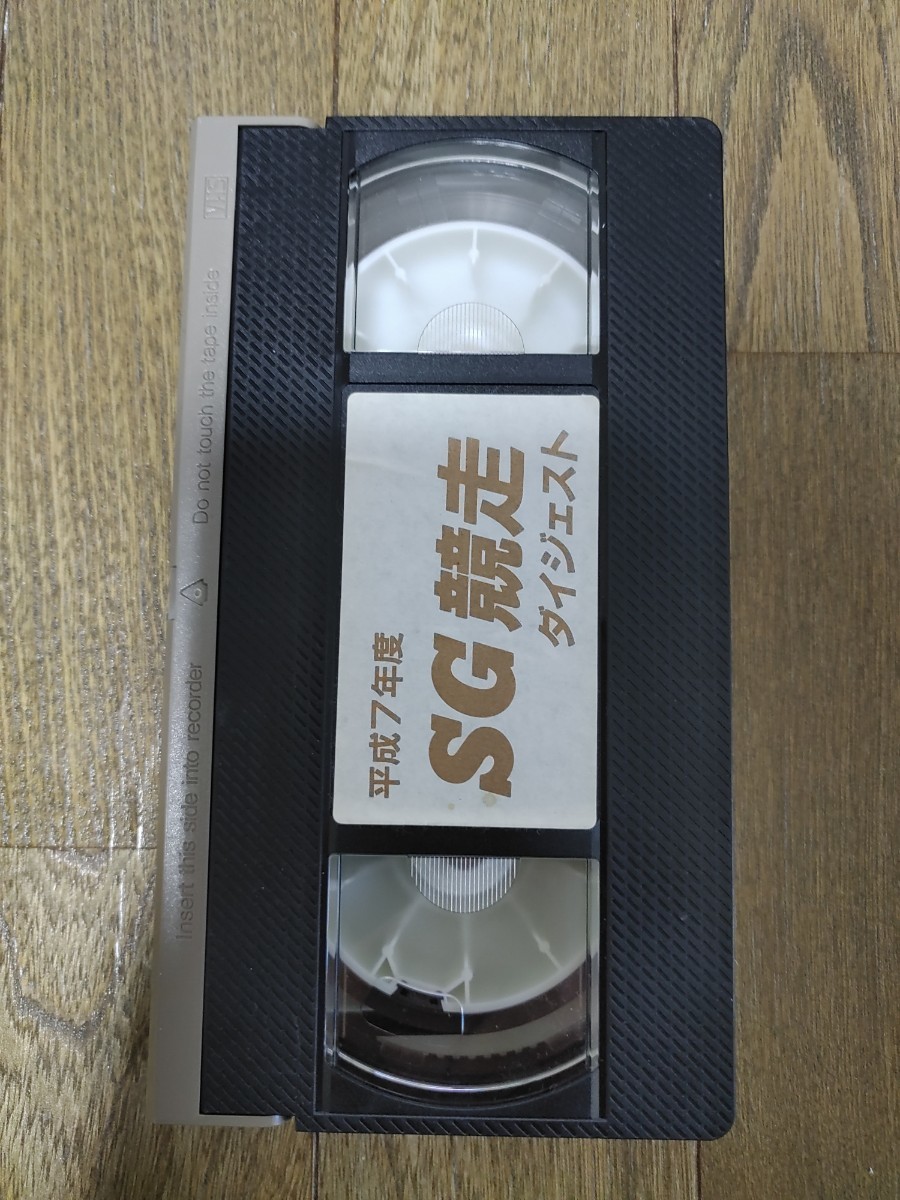 平成7年度
SG競走
ダイジェスト
Insert this side into recorder
Do not touch the tape inside
VHS